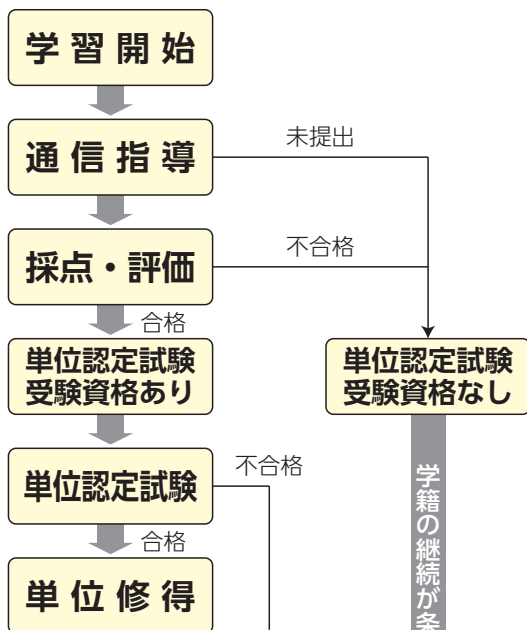 学習開始
通信指導
未提出
採点・評価
不合格
合格
単位認定試験
受験資格あり
単位認定試験
受験資格なし
単位認定試験
不合格
合格
単位修得
学籍の継続が条